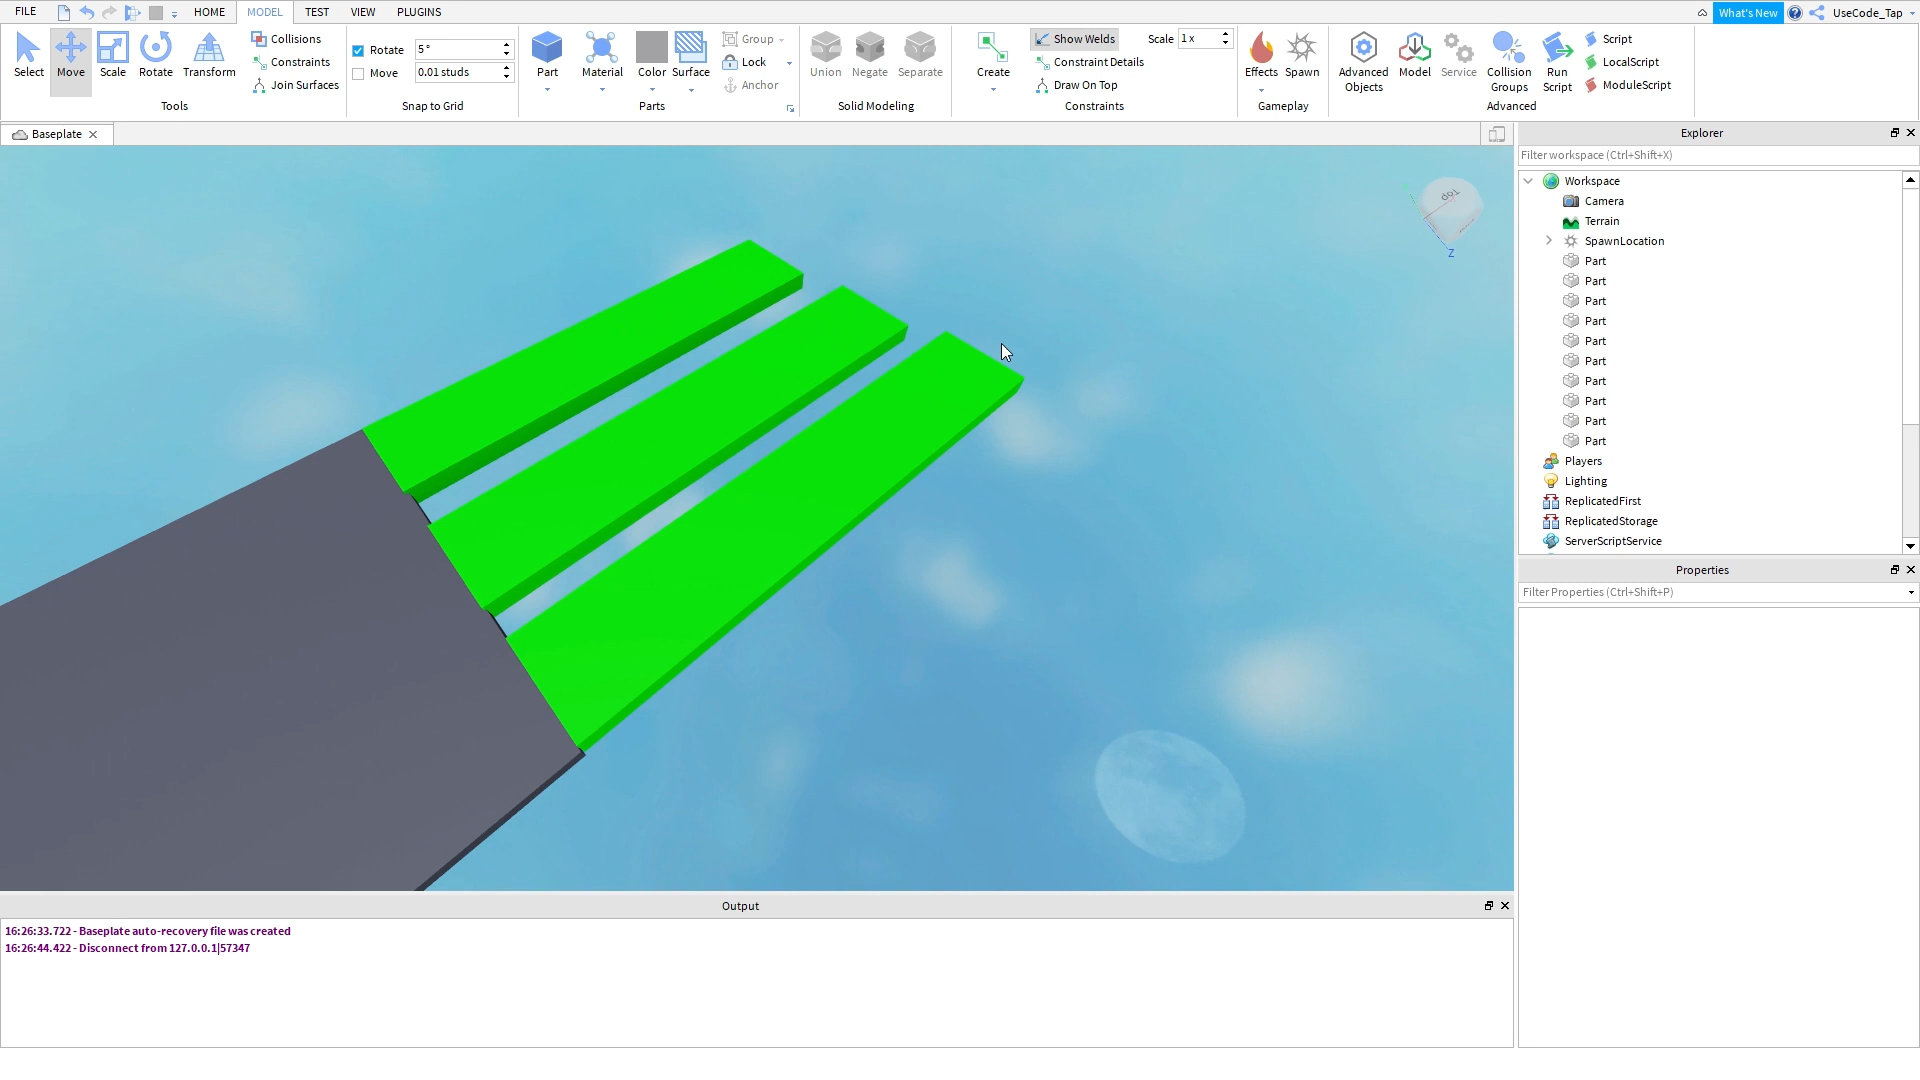 FILE HOME MODEL TEST VIEW PLUGINS What's New UseCode_Tap
Select Move Scale Rotate Transform
Collisions
Constraints
Join Surfaces
Tools
Rotate 5°
Move 0.01 studs
Snap to Grid
Part Material Color Surface
Group
Lock
Anchor
Parts
Union Negate Separate
Solid Modeling
Create
Show Welds Scale 1x
Constraint Details
Draw On Top
Constraints
Effects Spawn
Gameplay
Advanced Objects Model Service Collision Groups Run Script
Script
LocalScript
ModuleScript
Advanced
Baseplate
TOP
Z
Explorer
Filter workspace (Ctrl+Shift+X)
Workspace
Camera
Terrain
SpawnLocation
Part
Part
Part
Part
Part
Part
Part
Part
Part
Part
Players
Lighting
ReplicatedFirst
ReplicatedStorage
ServerScriptService
Properties
Filter Properties (Ctrl+Shift+P)
Output
16:26:33.722 - Baseplate auto-recovery file was created
16:26:44.422 - Disconnect from 127.0.0.1|57347